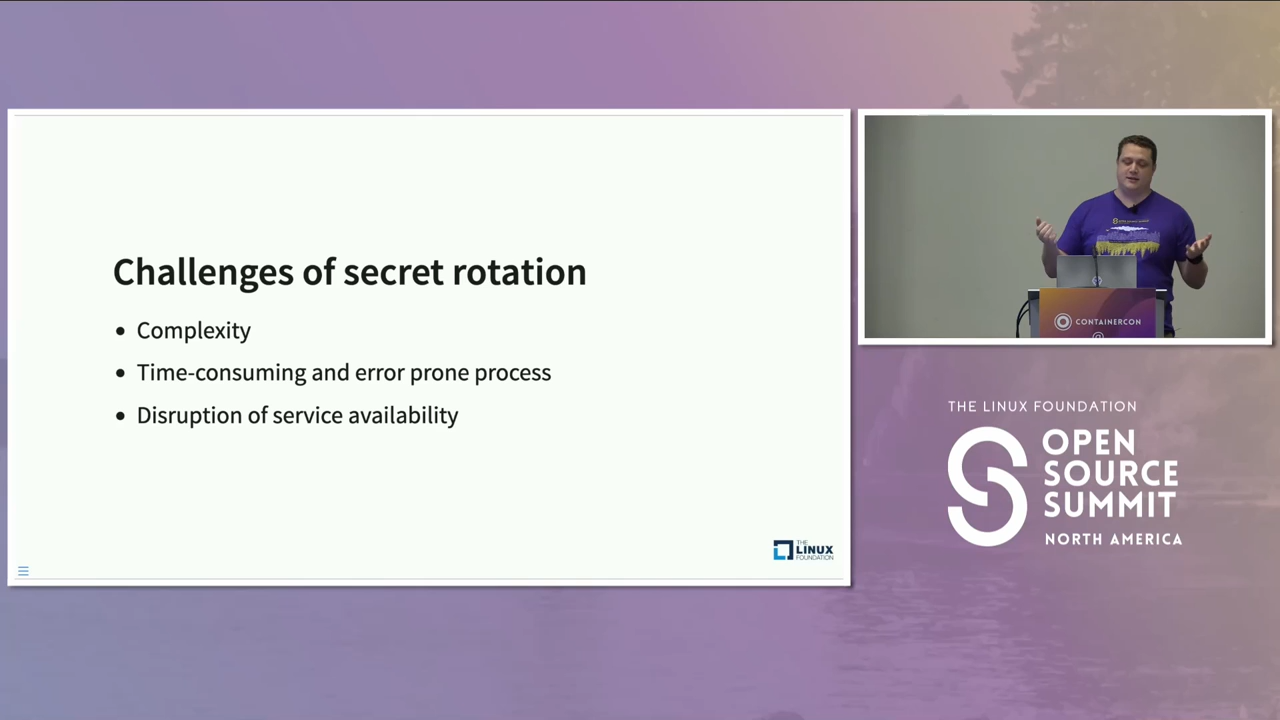 Challenges of secret rotation
• Complexity
• Time-consuming and error prone process
• Disruption of service availability
THE
LINUX
FOUNDATION
CONTAINERCON
THE LINUX FOUNDATION
OPEN
SOURCE
SUMMIT
NORTH AMERICA